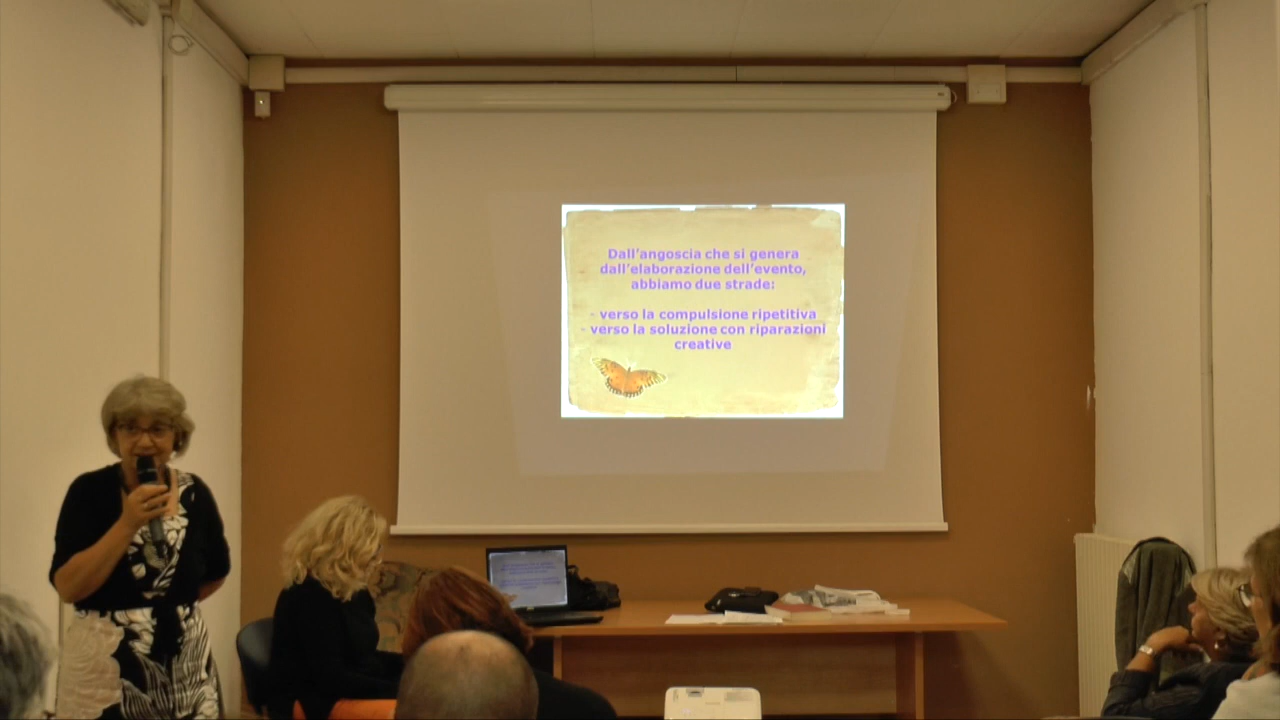 Dall'angoscia che si genera
dall'elaborazione dell'evento,
abbiamo due strade:
- verso la compulsione ripetitiva
- verso la soluzione con riparazioni
creative